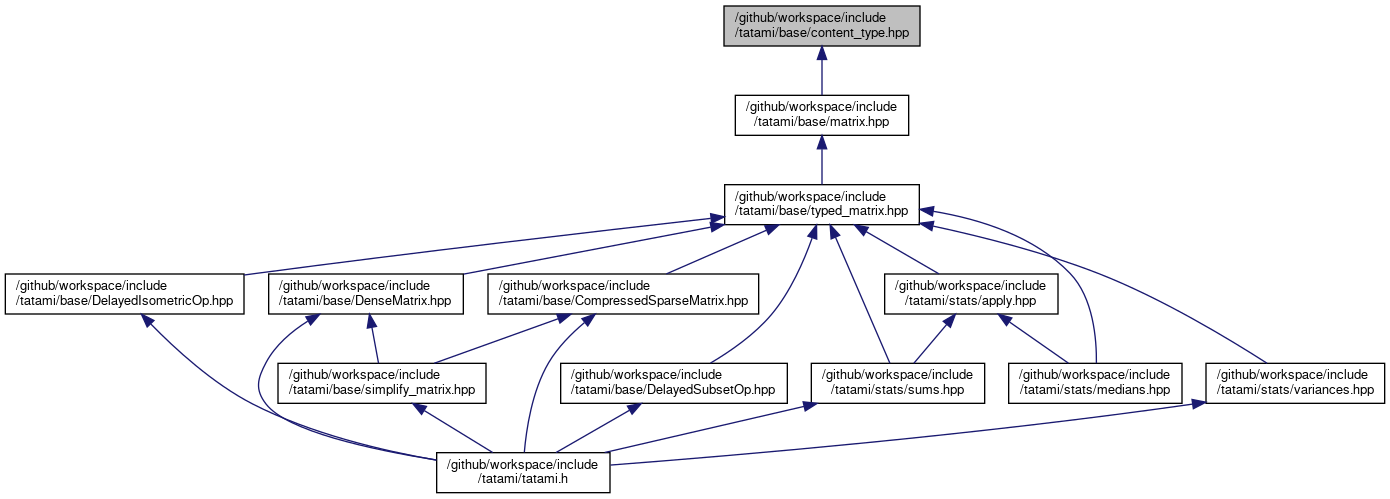 /github/workspace/include
/tatami/base/content_type.hpp
/github/workspace/include
/tatami/base/matrix.hpp
/github/workspace/include
/tatami/base/typed_matrix.hpp
/github/workspace/include
/tatami/base/DelayedIsometricOp.hpp
/github/workspace/include
/tatami/base/DenseMatrix.hpp
/github/workspace/include
/tatami/base/CompressedSparseMatrix.hpp
/github/workspace/include
/tatami/stats/apply.hpp
/github/workspace/include
/tatami/base/simplify_matrix.hpp
/github/workspace/include
/tatami/base/DelayedSubsetOp.hpp
/github/workspace/include
/tatami/stats/sums.hpp
/github/workspace/include
/tatami/stats/medians.hpp
/github/workspace/include
/tatami/stats/variances.hpp
/github/workspace/include
/tatami/tatami.h